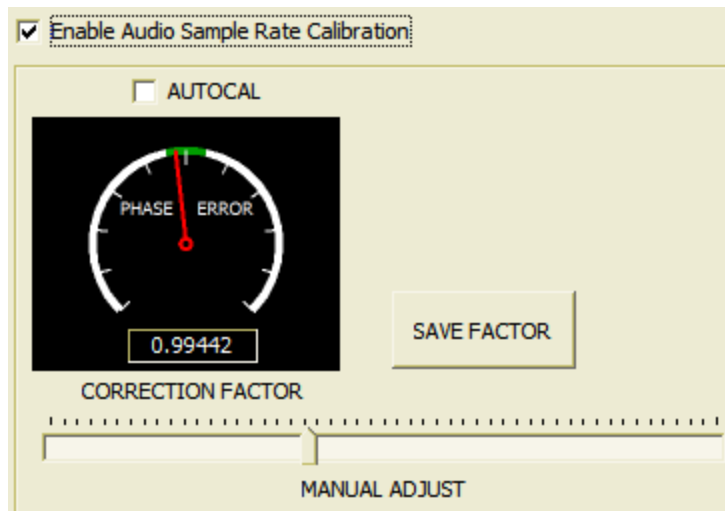 Enable Audio Sample Rate Calibration
AUTOCAL
PHASE ERROR
0.99442
SAVE FACTOR
CORRECTION FACTOR
MANUAL ADJUST